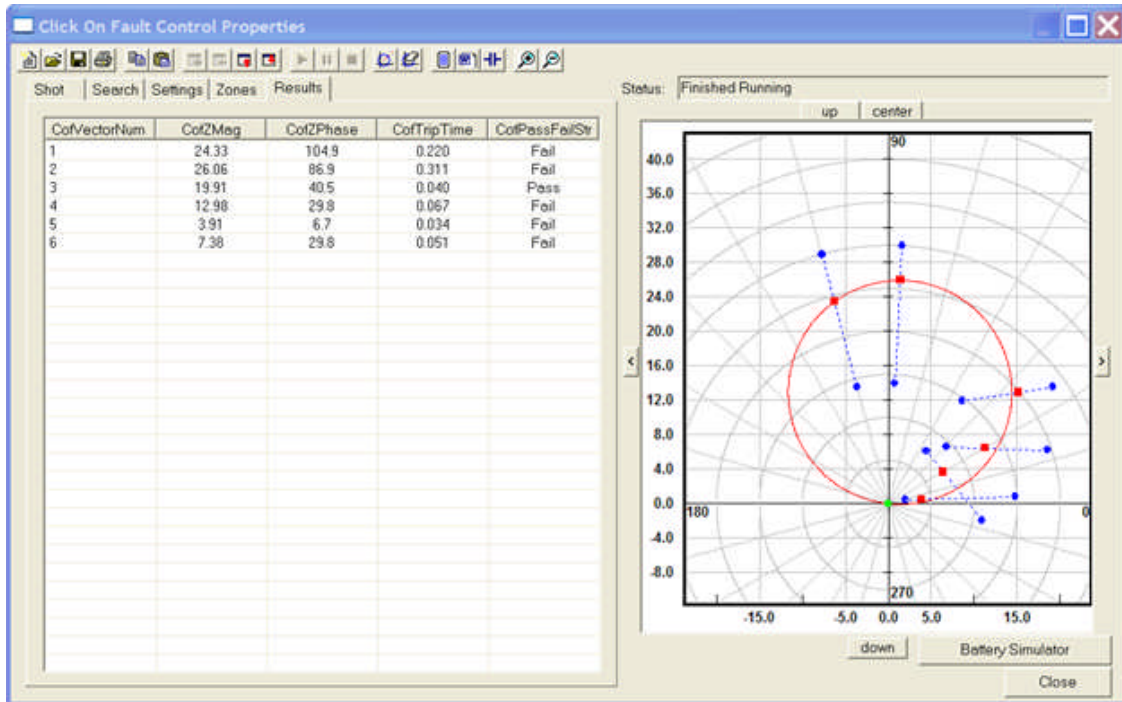 Click On Fault Control Properties
Shot Search Settings Zones Results
Status: Finished Running
up center
CofVectorNum CofZMag CofZPhase CofTripTime CofPassFailStr
1 24.33 104.9 0.220 Fail
2 26.06 86.9 0.311 Fail
3 19.91 40.5 0.040 Pass
4 12.98 29.8 0.067 Fail
5 3.91 6.7 0.034 Fail
6 7.38 29.8 0.051 Fail
90
40.0
36.0
32.0
28.0
24.0
20.0
16.0
< >
12.0
8.0
4.0
0.0
180 0
-4.0
-8.0
270
-15.0 -5.0 0.0 5.0 15.0
down Battery Simulator
Close